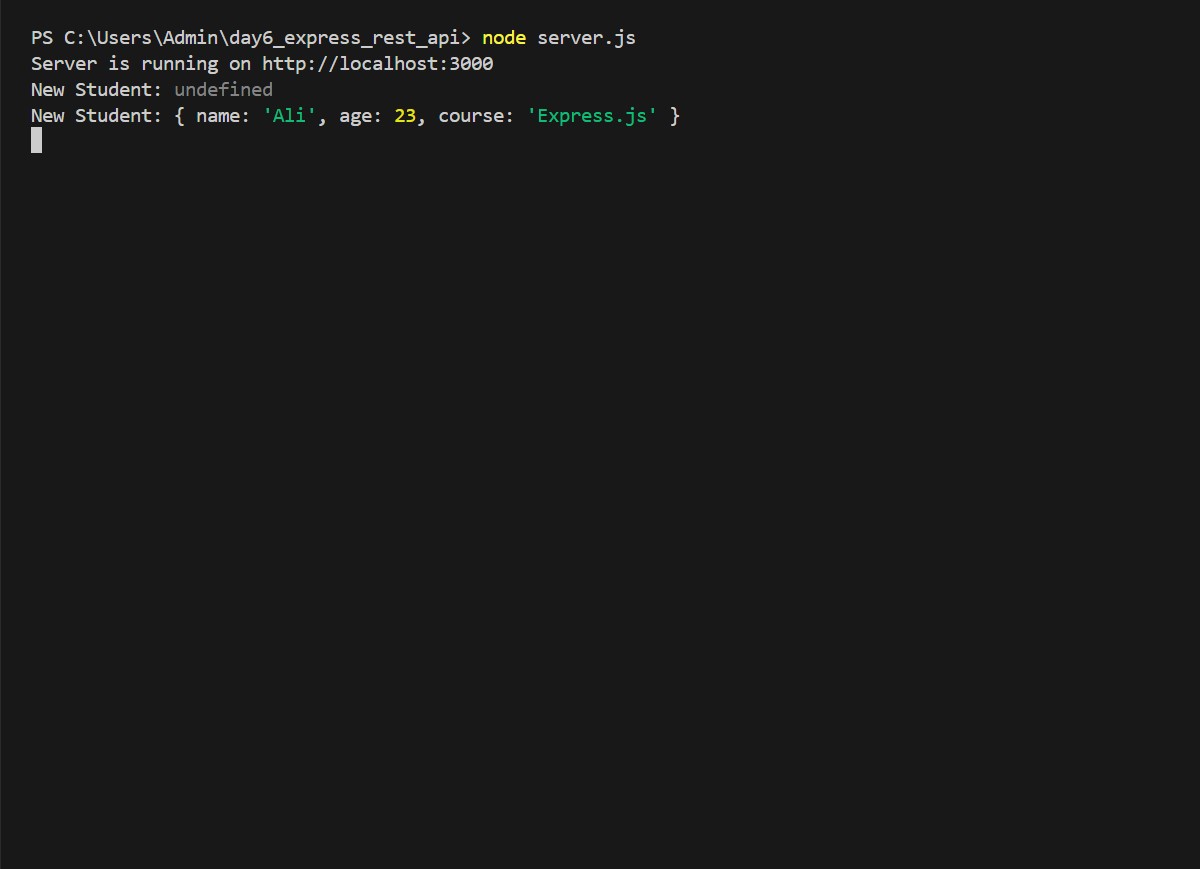 PS C:\Users\Admin\day6_express_rest_api> node server.js
Server is running on http://localhost:3000
New Student: undefined
New Student: { name: 'Ali', age: 23, course: 'Express.js' }